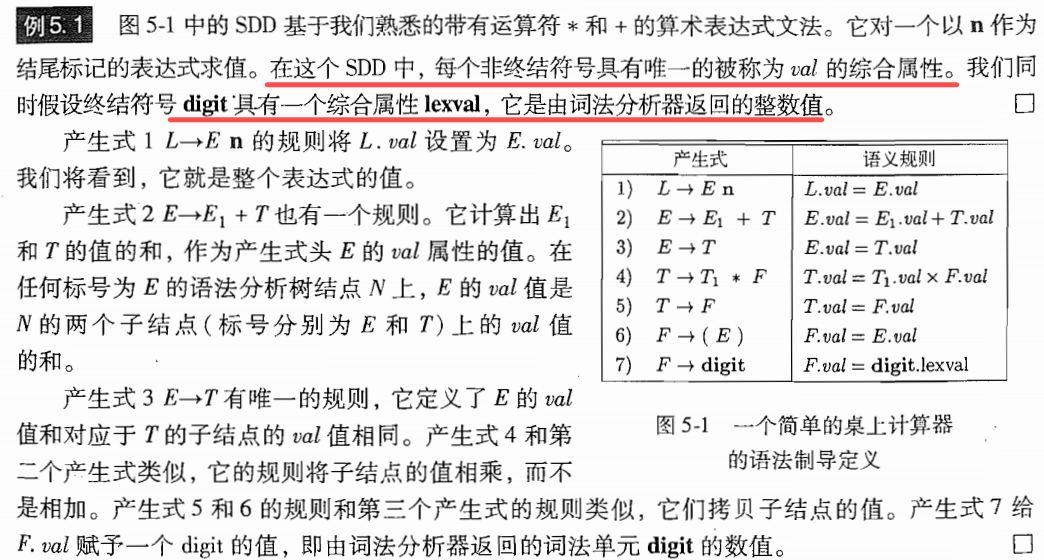 例5.1 图 5-1 中的 SDD 基于我们熟悉的带有运算符 * 和 + 的算术表达式文法。它对一个以 n 作为
结尾标记的表达式求值。在这个 SDD 中，每个非终结符号具有唯一的被称为 val 的综合属性。我们同
时假设终结符号 digit 具有一个综合属性 lexval，它是由词法分析器返回的整数值。 □
产生式 1 L→E n 的规则将 L. val 设置为 E. val。
我们将看到，它就是整个表达式的值。
产生式 2 E→E₁ + T 也有一个规则。它计算出 E₁
和 T 的值的和，作为产生式头 E 的 val 属性的值。在
任何标号为 E 的语法分析树结点 N 上，E 的 val 值是
N 的两个子结点(标号分别为 E 和 T)上的 val 值
的和。
产生式 3 E→T 有唯一的规则，它定义了 E 的 val
值和对应于 T 的子结点的 val 值相同。产生式 4 和第
二个产生式类似，它的规则将子结点的值相乘，而不
是相加。产生式 5 和 6 的规则和第三个产生式的规则类似，它们拷贝子结点的值。产生式 7 给
F. val 赋予一个 digit 的值，即由词法分析器返回的词法单元 digit 的数值。 □
产生式 语义规则
1) L → E n L.val = E.val
2) E → E₁ + T E.val = E₁.val + T.val
3) E → T E.val = T.val
4) T → T₁ * F T.val = T₁.val × F.val
5) T → F T.val = F.val
6) F → ( E ) F.val = E.val
7) F → digit F.val = digit.lexval
图 5-1 一个简单的桌上计算器
的语法制导定义